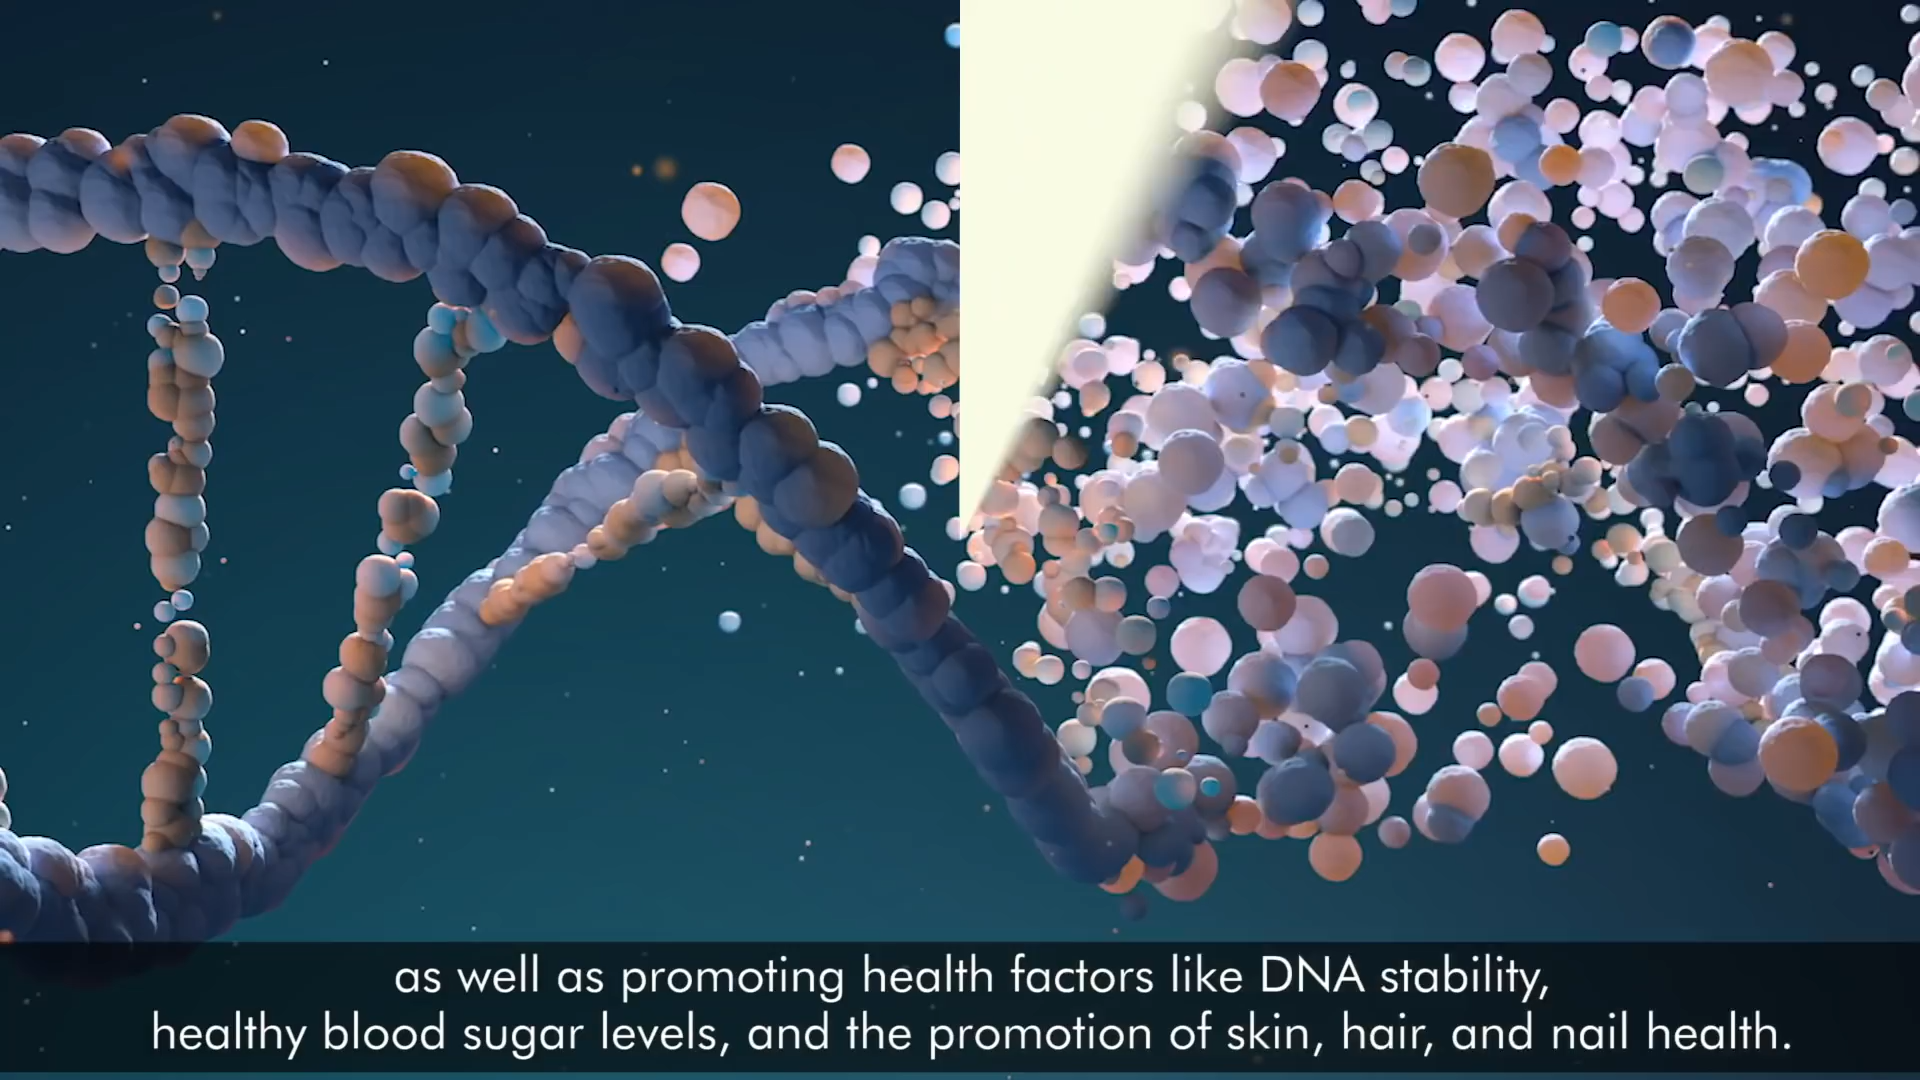 as well as promoting health factors like DNA stability,
healthy blood sugar levels, and the promotion of skin, hair, and nail health.